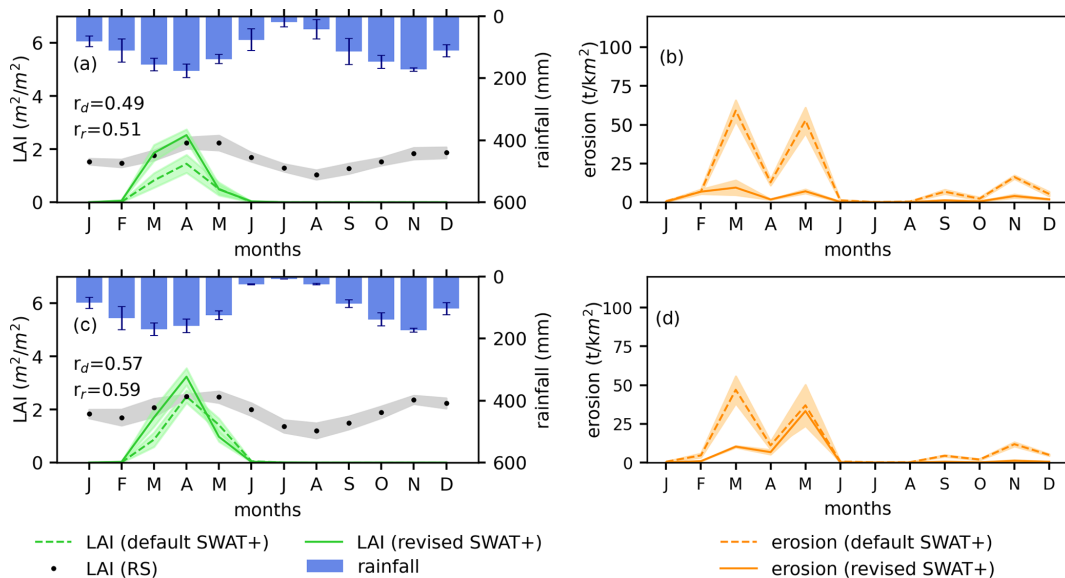 (a)
r_d=0.49
r_r=0.51
LAI (m²/m²)
0
2
4
6
rainfall (mm)
0
200
400
600
J F M A M J J A S O N D
months
(b)
erosion (t/km²)
0
25
50
75
100
J F M A M J J A S O N D
months
(c)
r_d=0.57
r_r=0.59
LAI (m²/m²)
0
2
4
6
rainfall (mm)
0
200
400
600
J F M A M J J A S O N D
months
(d)
erosion (t/km²)
0
25
50
75
100
J F M A M J J A S O N D
months
LAI (default SWAT+)
LAI (RS)
LAI (revised SWAT+)
rainfall
erosion (default SWAT+)
erosion (revised SWAT+)